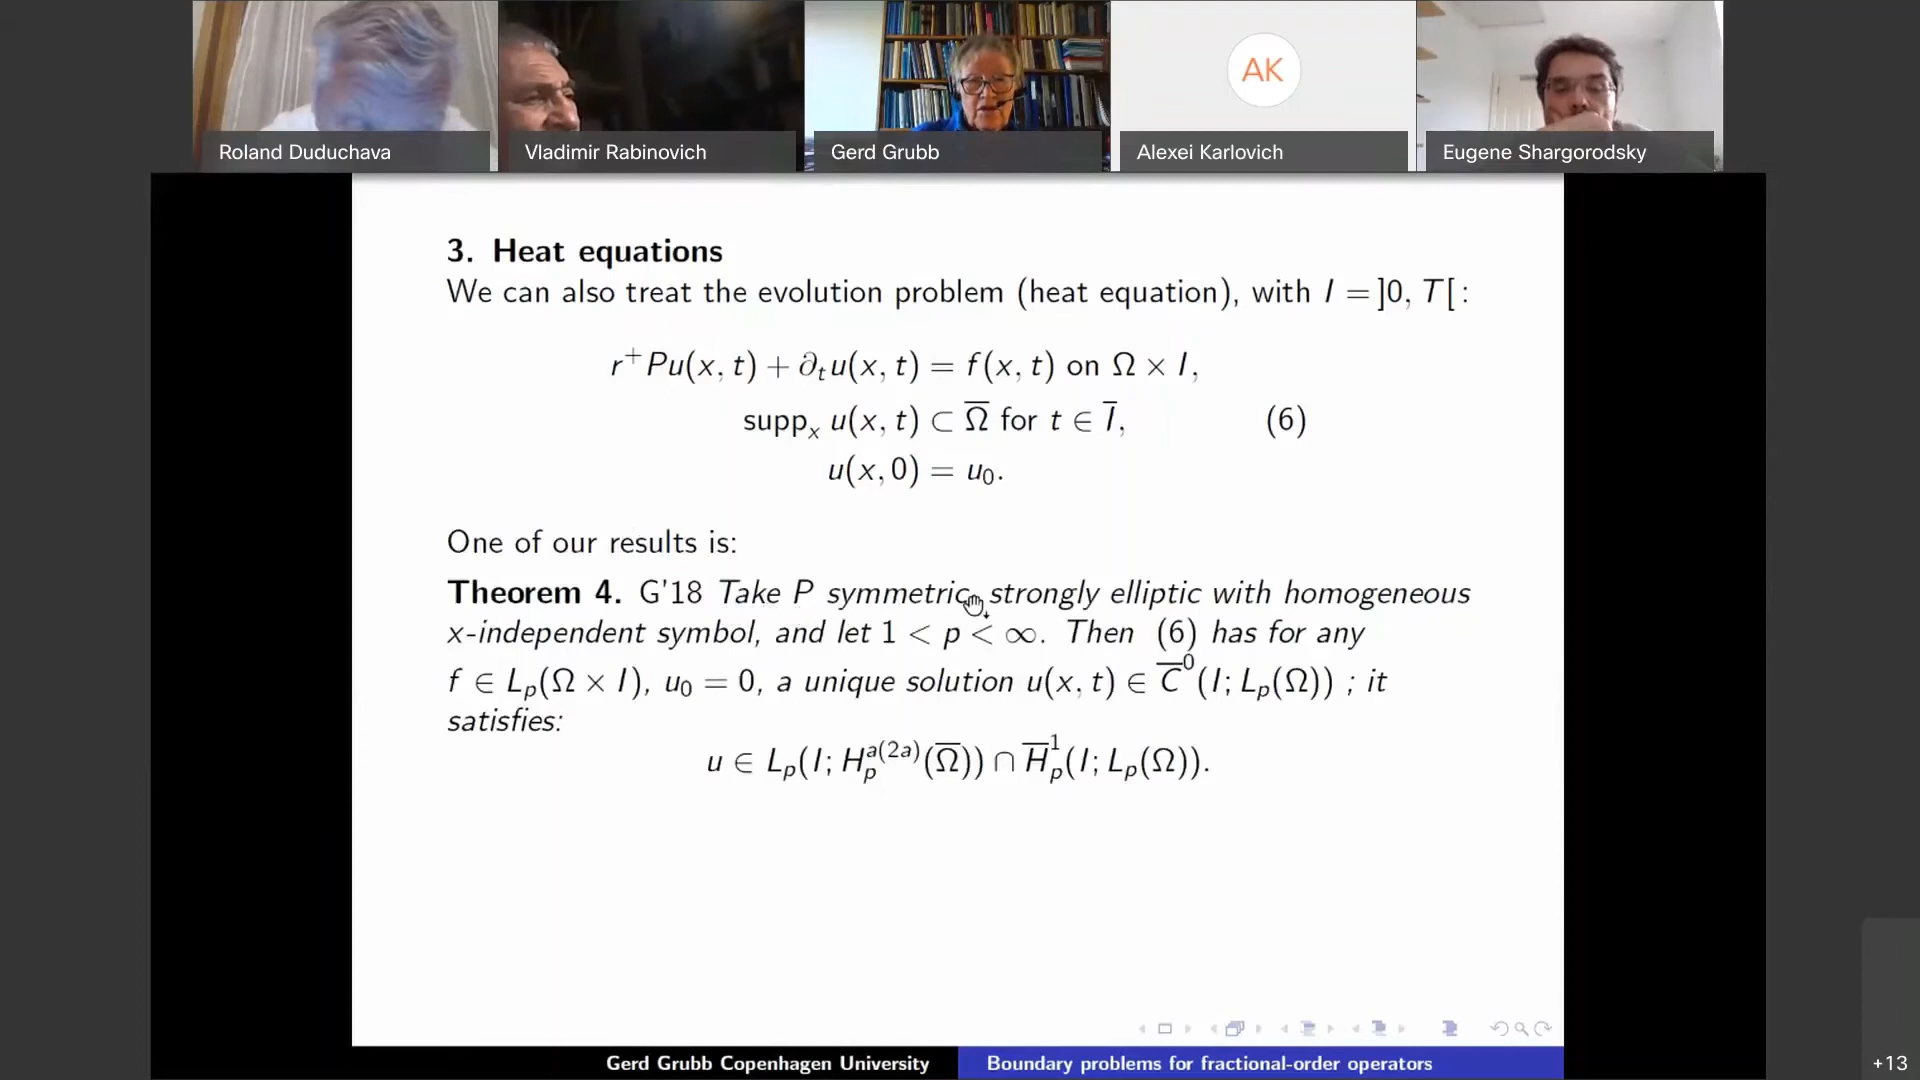 AK
Roland Duduchava
Vladimir Rabinovich
Gerd Grubb
Alexei Karlovich
Eugene Shargorodsky
3. Heat equations
We can also treat the evolution problem (heat equation), with I = ]0, T[:
r⁺Pu(x, t) + ∂ₜu(x, t) = f(x, t) on Ω × I,
suppₓ u(x, t) ⊂ Ω̅ for t ∈ I̅, (6)
u(x, 0) = u₀.
One of our results is:
Theorem 4. G'18 Take P symmetric, strongly elliptic with homogeneous
x-independent symbol, and let 1 < p < ∞. Then (6) has for any
f ∈ Lₚ(Ω × I), u₀ = 0, a unique solution u(x, t) ∈ C̅⁰(I; Lₚ(Ω)) ; it
satisfies:
u ∈ Lₚ(I; Hₚ^{a(2a)}(Ω̅)) ∩ H̅ₚ¹(I; Lₚ(Ω)).
Gerd Grubb Copenhagen University
Boundary problems for fractional-order operators
+13